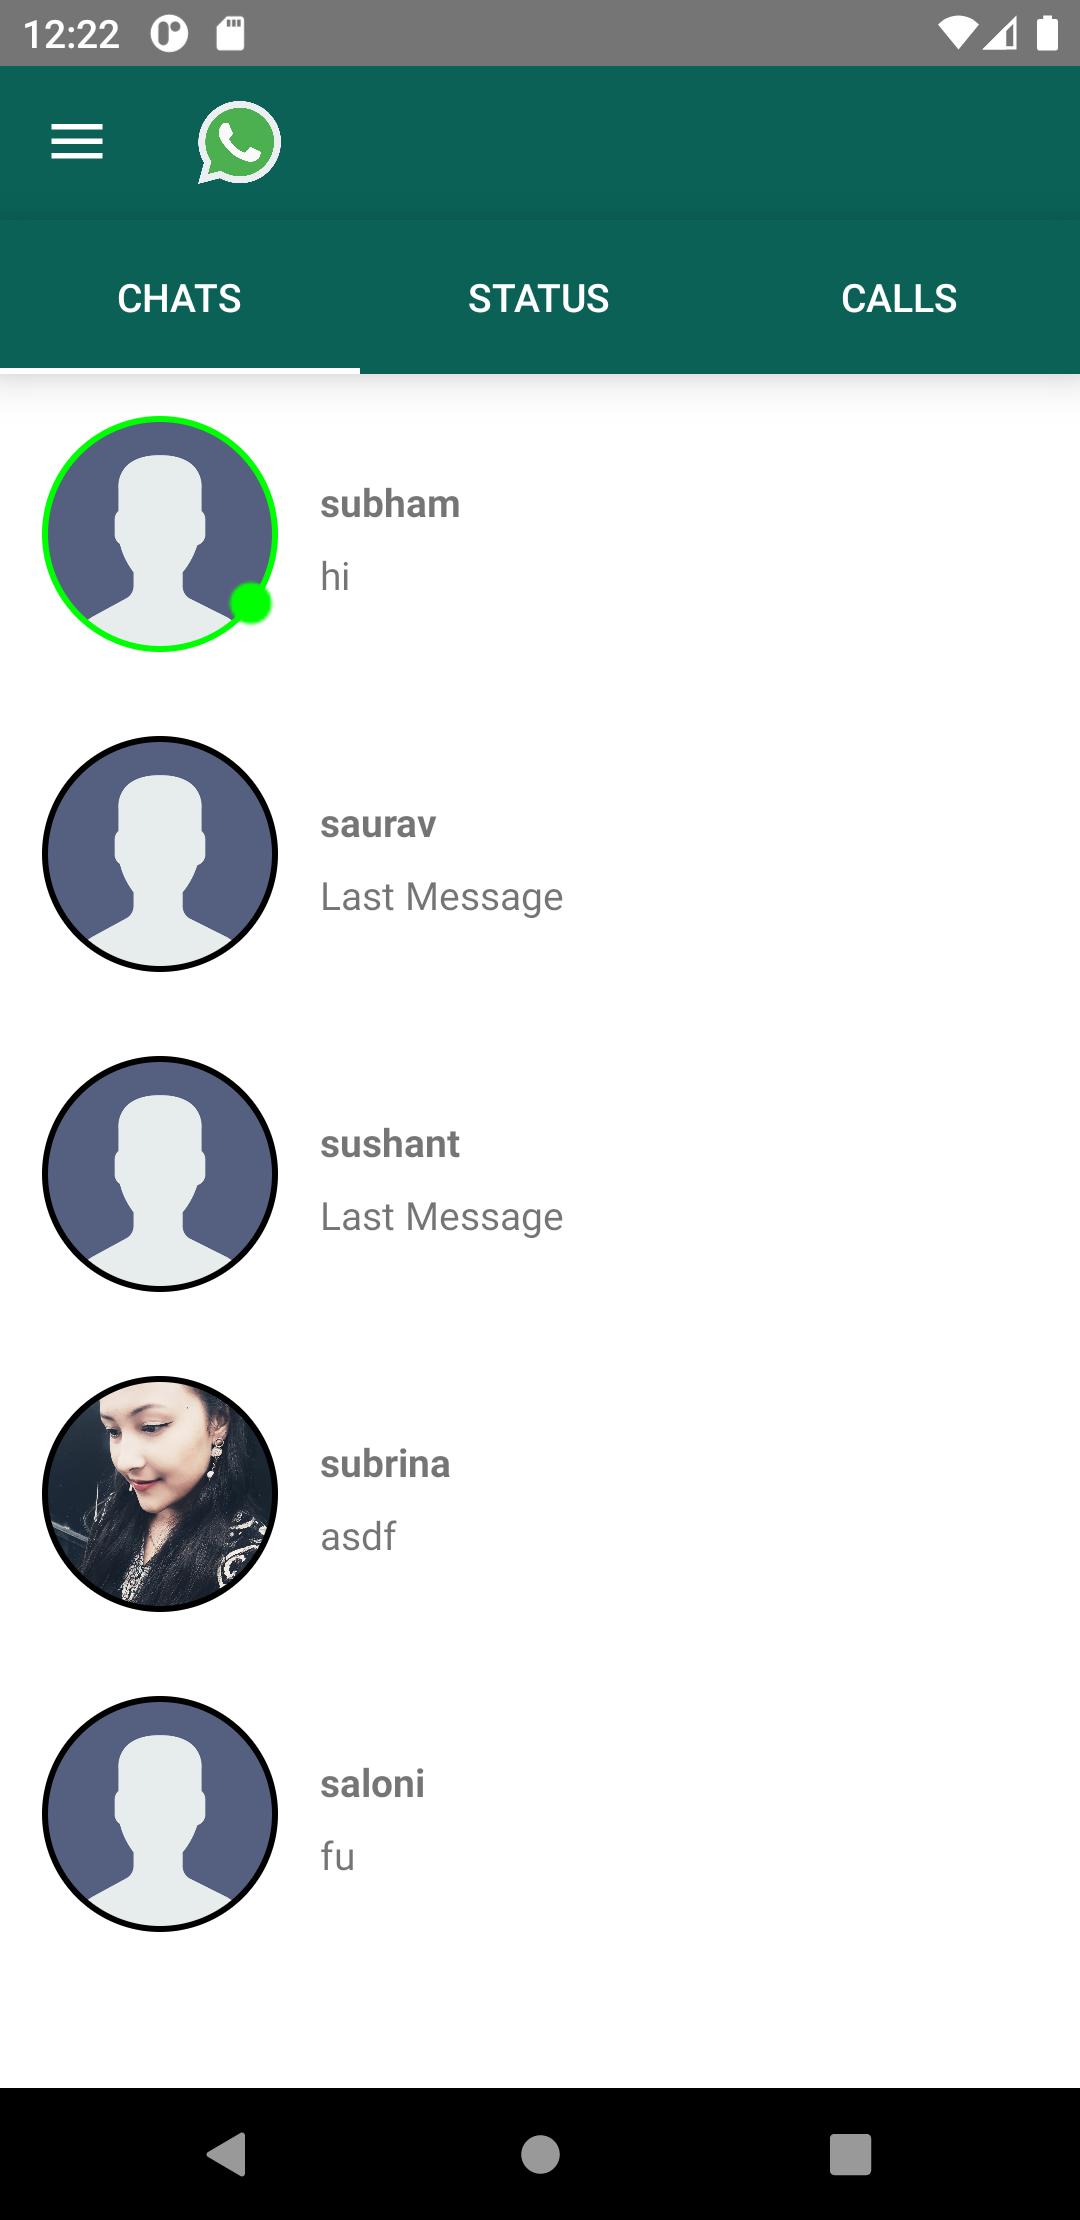 12:22
CHATS STATUS CALLS
subham
hi
saurav
Last Message
sushant
Last Message
subrina
asdf
saloni
fu